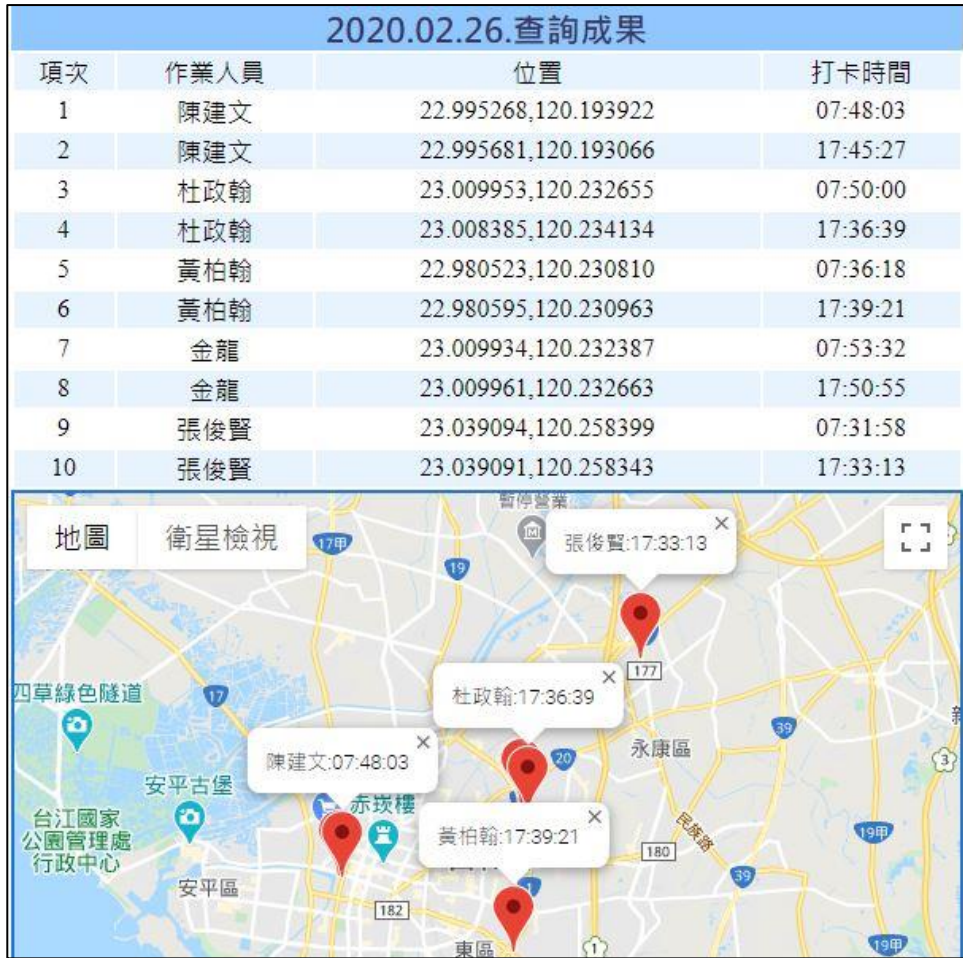 2020.02.26.查詢成果
項次 作業人員 位置 打卡時間
1 陳建文 22.995268,120.193922 07:48:03
2 陳建文 22.995681,120.193066 17:45:27
3 杜政翰 23.009953,120.232655 07:50:00
4 杜政翰 23.008385,120.234134 17:36:39
5 黃柏翰 22.980523,120.230810 07:36:18
6 黃柏翰 22.980595,120.230963 17:39:21
7 金龍 23.009934,120.232387 07:53:32
8 金龍 23.009961,120.232663 17:50:55
9 張俊賢 23.039094,120.258399 07:31:58
10 張俊賢 23.039091,120.258343 17:33:13
暫停營業
地圖 衛星檢視
17甲
張俊賢:17:33:13
19
177
四草綠色隧道
17
杜政翰:17:36:39
39
永康區
20
3
陳建文:07:48:03
安平古堡
赤崁樓
台江國家
公園管理處
行政中心
黃柏翰:17:39:21
民族路
19甲
180
39
安平區
1
182
東區
1
19甲